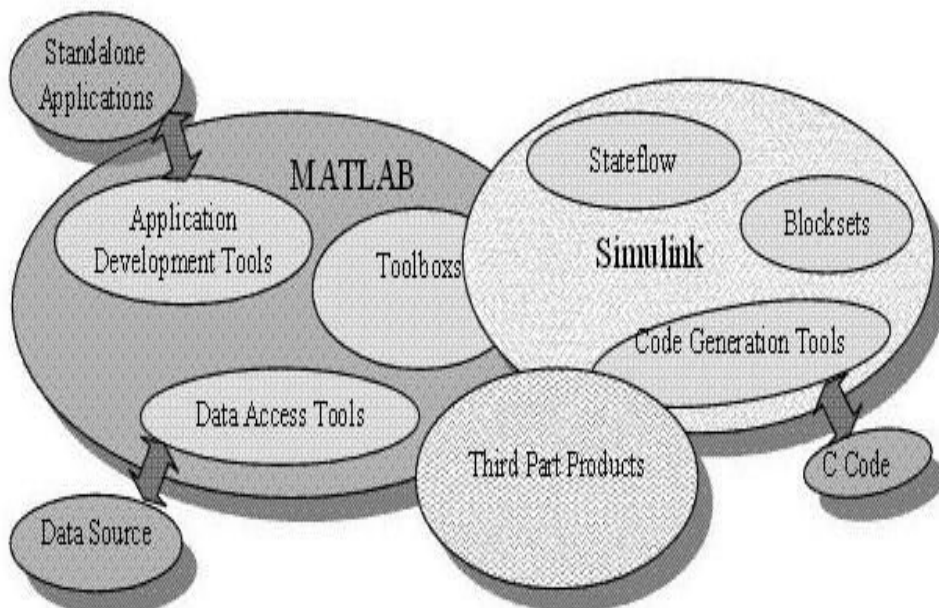 Standalone
Applications
MATLAB
Stateflow
Application
Development Tools
Blocksets
Toolboxs
Simulink
Code Generation Tools
Data Access Tools
Third Part Products
C Code
Data Source